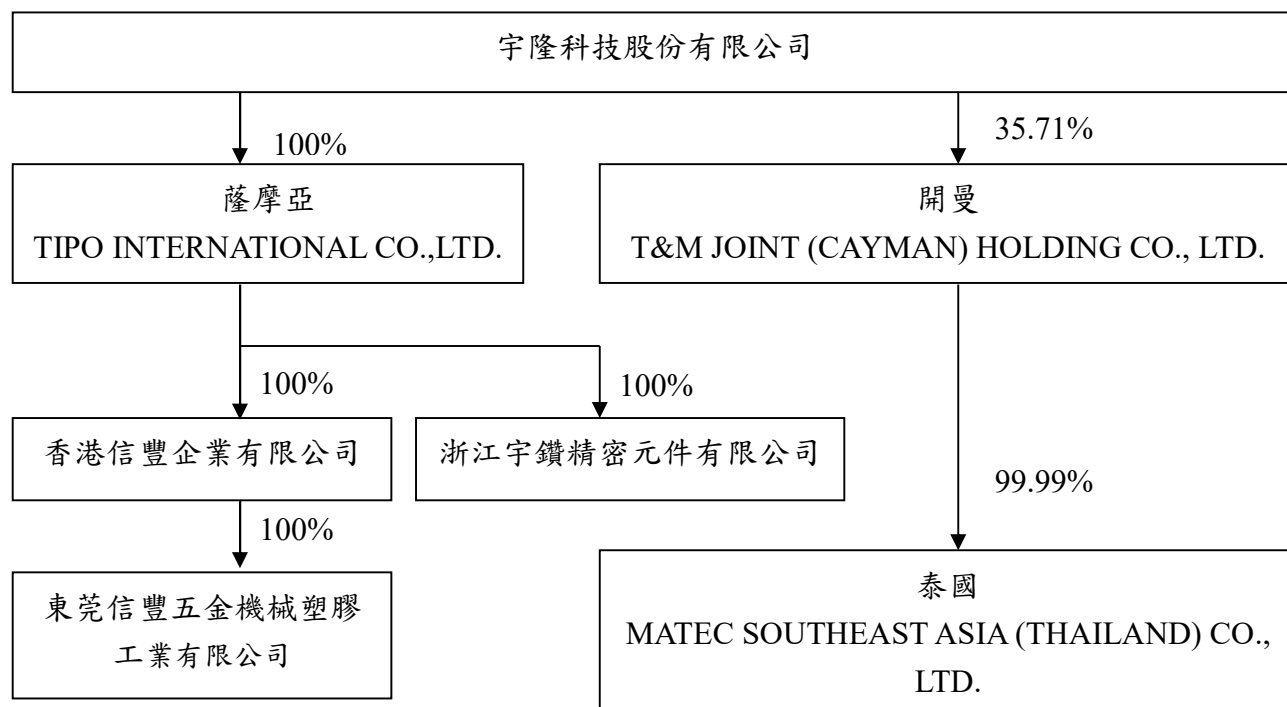 宇隆科技股份有限公司
100%
35.71%
薩摩亞
TIPO INTERNATIONAL CO.,LTD.
開曼
T&M JOINT (CAYMAN) HOLDING CO., LTD.
100%
100%
香港信豐企業有限公司
浙江宇鑽精密元件有限公司
99.99%
100%
東莞信豐五金機械塑膠
工業有限公司
泰國
MATEC SOUTHEAST ASIA (THAILAND) CO.,
LTD.